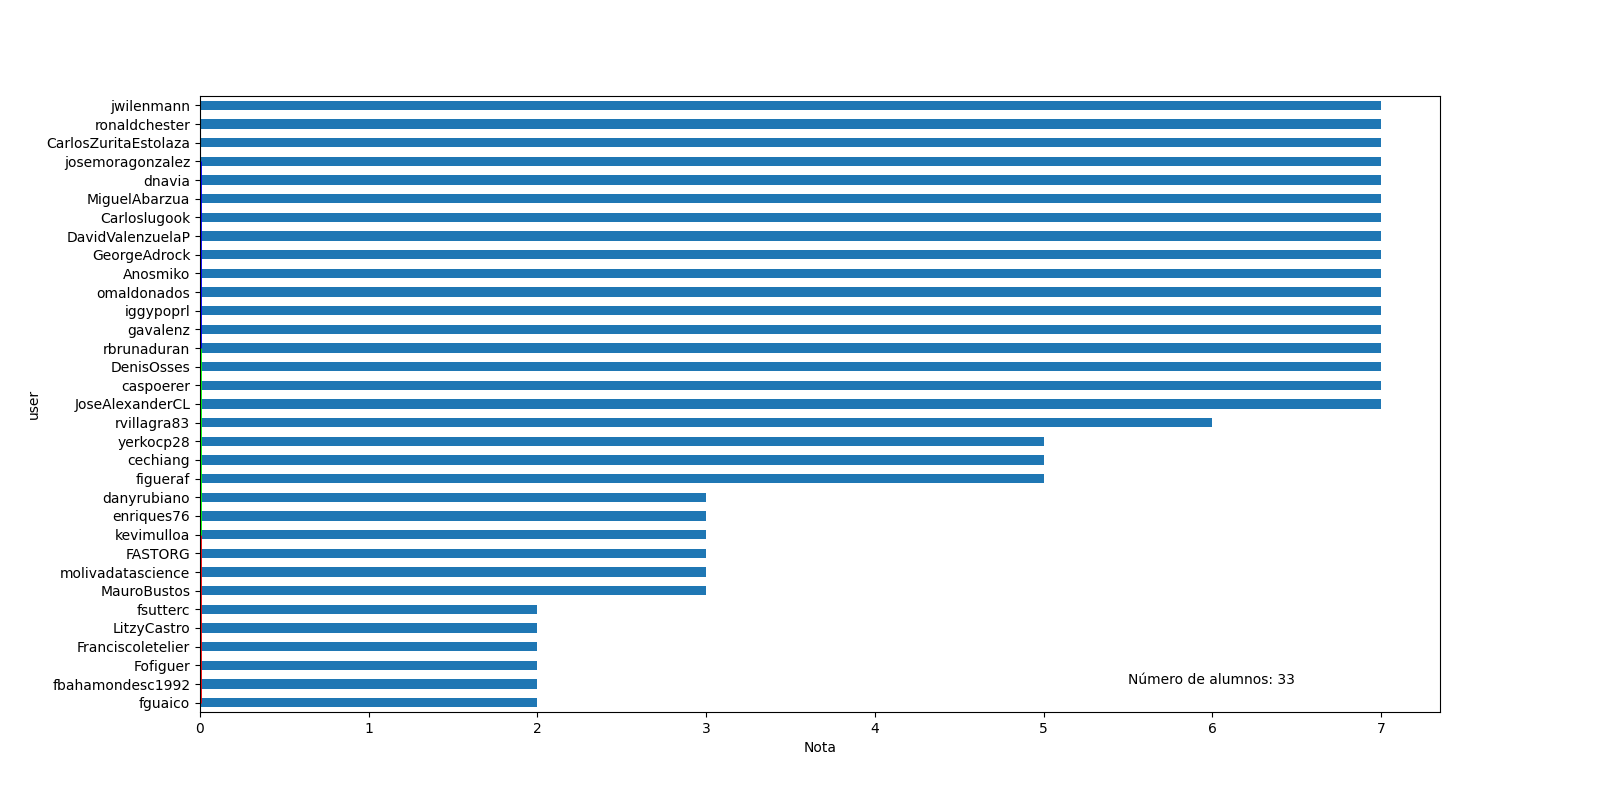 jwilenmann
ronaldchester
CarlosZuritaEstolaza
josemoragonzalez
dnavia
MiguelAbarzua
Carloslugook
DavidValenzuelaP
GeorgeAdrock
Anosmiko
omaldonados
iggypoprl
gavalenz
rbrunaduran
DenisOsses
caspoerer
JoseAlexanderCL
rvillagra83
yerkocp28
cechiang
figueraf
danyrubiano
enriques76
kevimulloa
FASTORG
molivadatascience
MauroBustos
fsutterc
LitzyCastro
Franciscoletelier
Fofiguer
fbahamondesc1992
fguaico
user
Número de alumnos: 33
0 1 2 3 4 5 6 7
Nota